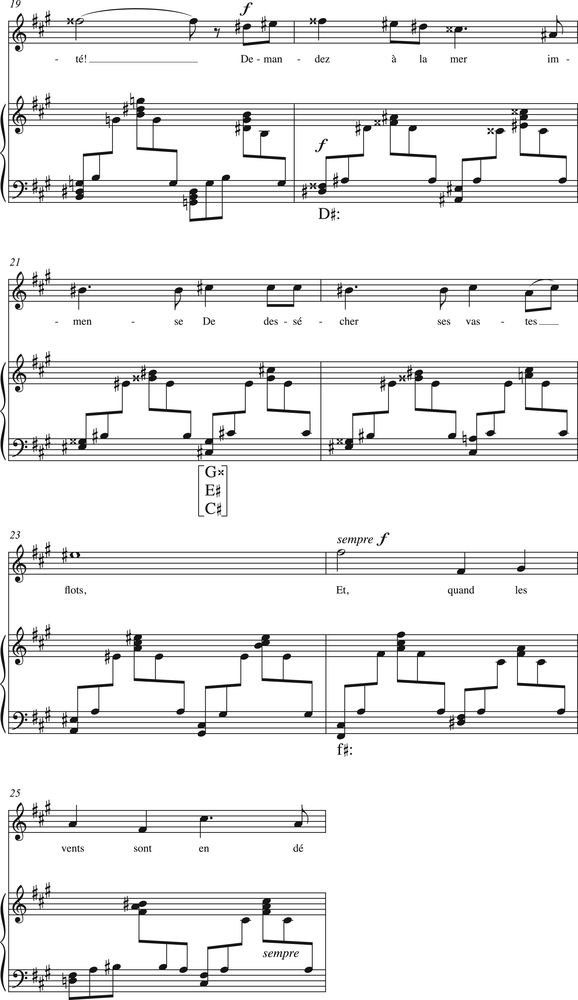 19
f
- té! De - man - dez à la mer im -
f
D♯:
21
- men - se De des - sé - cher ses vas - tes
G𝄪
E♯
C♯
23
sempre f
flots, Et, quand les
f♯:
25
vents sont en dé
sempre